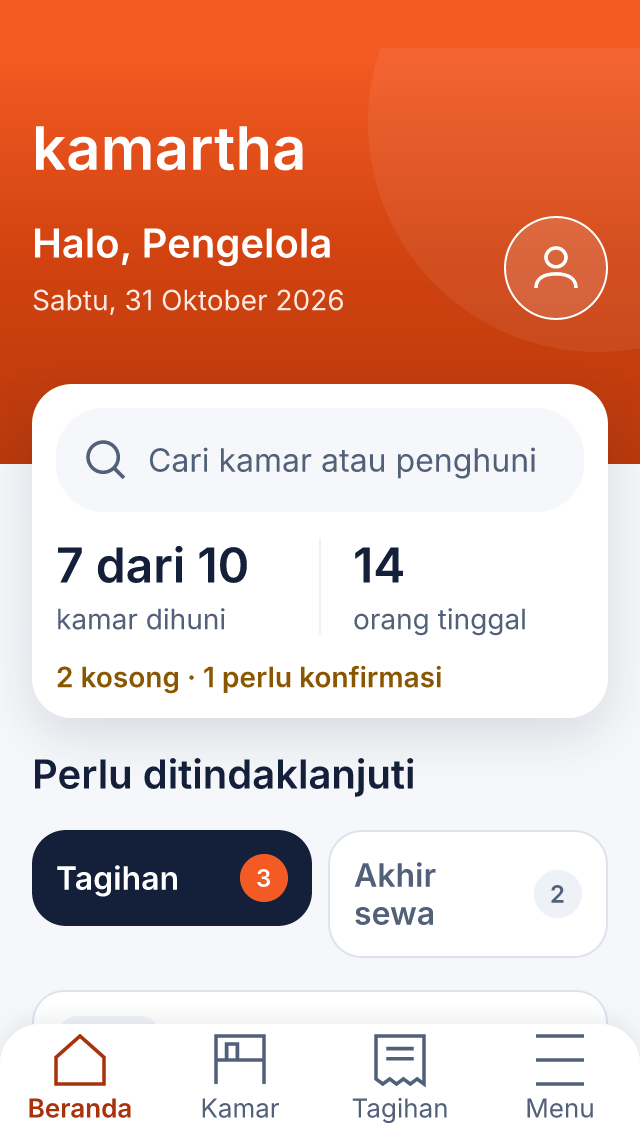 kamartha
Halo, Pengelola
Sabtu, 31 Oktober 2026
Cari kamar atau penghuni
7 dari 10
kamar dihuni
14
orang tinggal
2 kosong · 1 perlu konfirmasi
Perlu ditindaklanjuti
Tagihan 3
Akhir
sewa 2
Beranda
Kamar
Tagihan
Menu